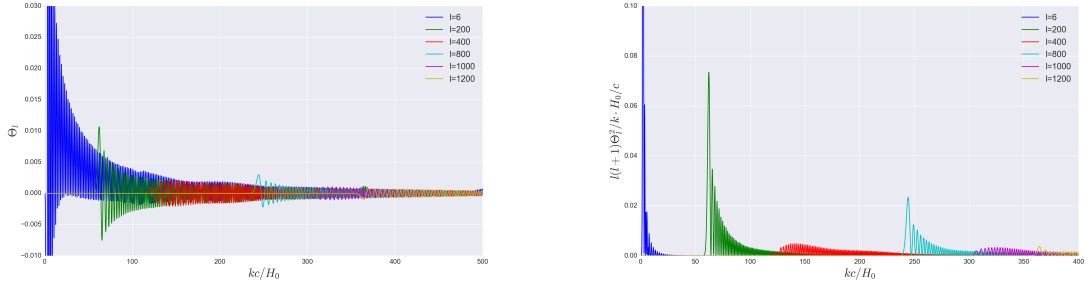 0.030
0.025
0.020
0.015
0.010
0.005
0.000
−0.005
−0.010
Θ_l
0
100
200
300
400
500
kc/H_0
l=6
l=200
l=400
l=800
l=1000
l=1200
0.10
0.08
0.06
0.04
0.02
0.00
l(l+1)Θ_l^2/k·H_0/c
0
50
100
150
200
250
300
350
400
kc/H_0
l=6
l=200
l=400
l=800
l=1000
l=1200